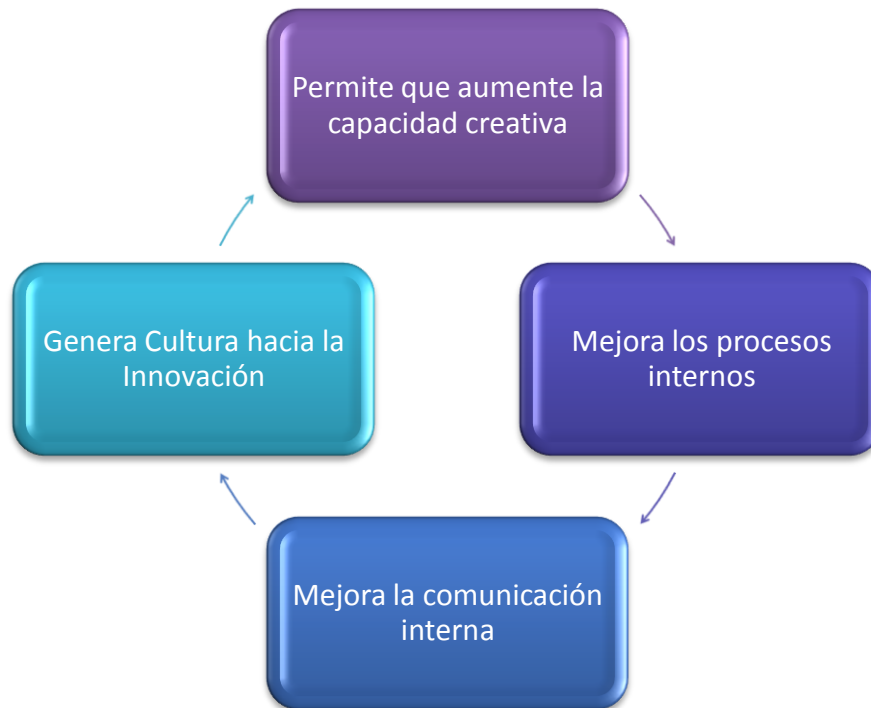 Permite que aumente la
capacidad creativa
Mejora los procesos
internos
Mejora la comunicación
interna
Genera Cultura hacia la
Innovación